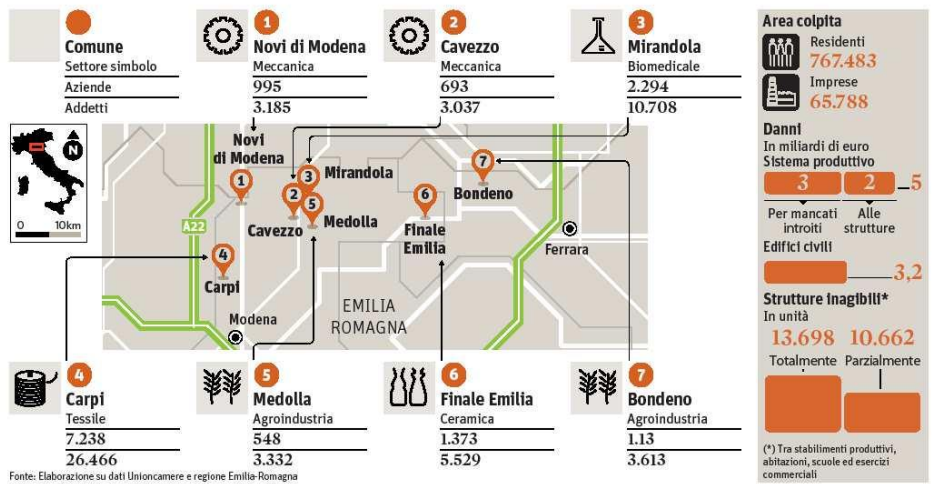 Comune
Settore simbolo
Aziende
Addetti
1
Novi di Modena
Meccanica
995
3.185
2
Cavezzo
Meccanica
693
3.037
3
Mirandola
Biomedicale
2.294
10.708
N
0 10km
A22
Novi
di Modena
1
2
Cavezzo
3
Mirandola
5
Medolla
4
Carpi
6
Finale
Emilia
7
Bondeno
Ferrara
Modena
EMILIA
ROMAGNA
4
Carpi
Tessile
7.238
26.466
5
Medolla
Agroindustria
548
3.332
6
Finale Emilia
Ceramica
1.373
5.529
7
Bondeno
Agroindustria
1.13
3.613
Fonte: Elaborazione su dati Unioncamere e regione Emilia-Romagna
Area colpita
Residenti
767.483
Imprese
65.788
Danni
In miliardi di euro
Sistema produttivo
3 2 5
Per mancati
introiti
Alle
strutture
Edifici civili
3,2
Strutture inagibili*
In unità
13.698 10.662
Totalmente Parzialmente
(*) Tra stabilimenti produttivi,
abitazioni, scuole ed esercizi
commerciali